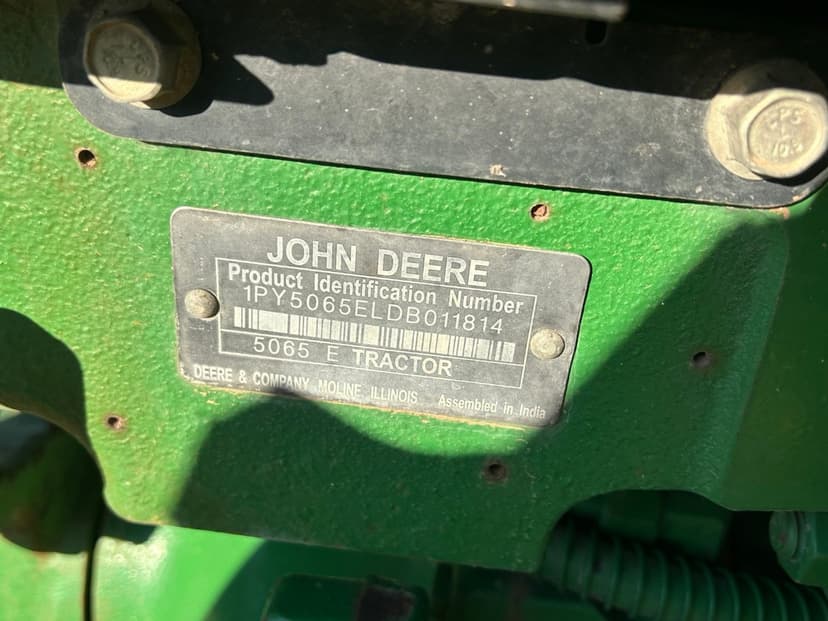 JOHN DEERE
Product Identification Number
1PY5065ELDB011814
5065 E TRACTOR
DEERE & COMPANY MOLINE ILLINOIS Assembled in India